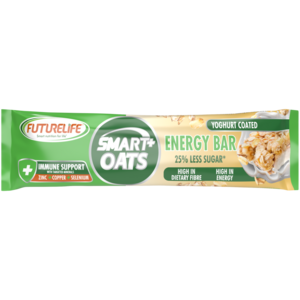 FUTURELIFE
YOGHURT COATED
SMART+
OATS
ENERGY BAR
25% LESS SUGAR*
IMMUNE SUPPORT
ZINC • COPPER • SELENIUM
HIGH IN
DIETARY FIBRE
HIGH IN
ENERGY